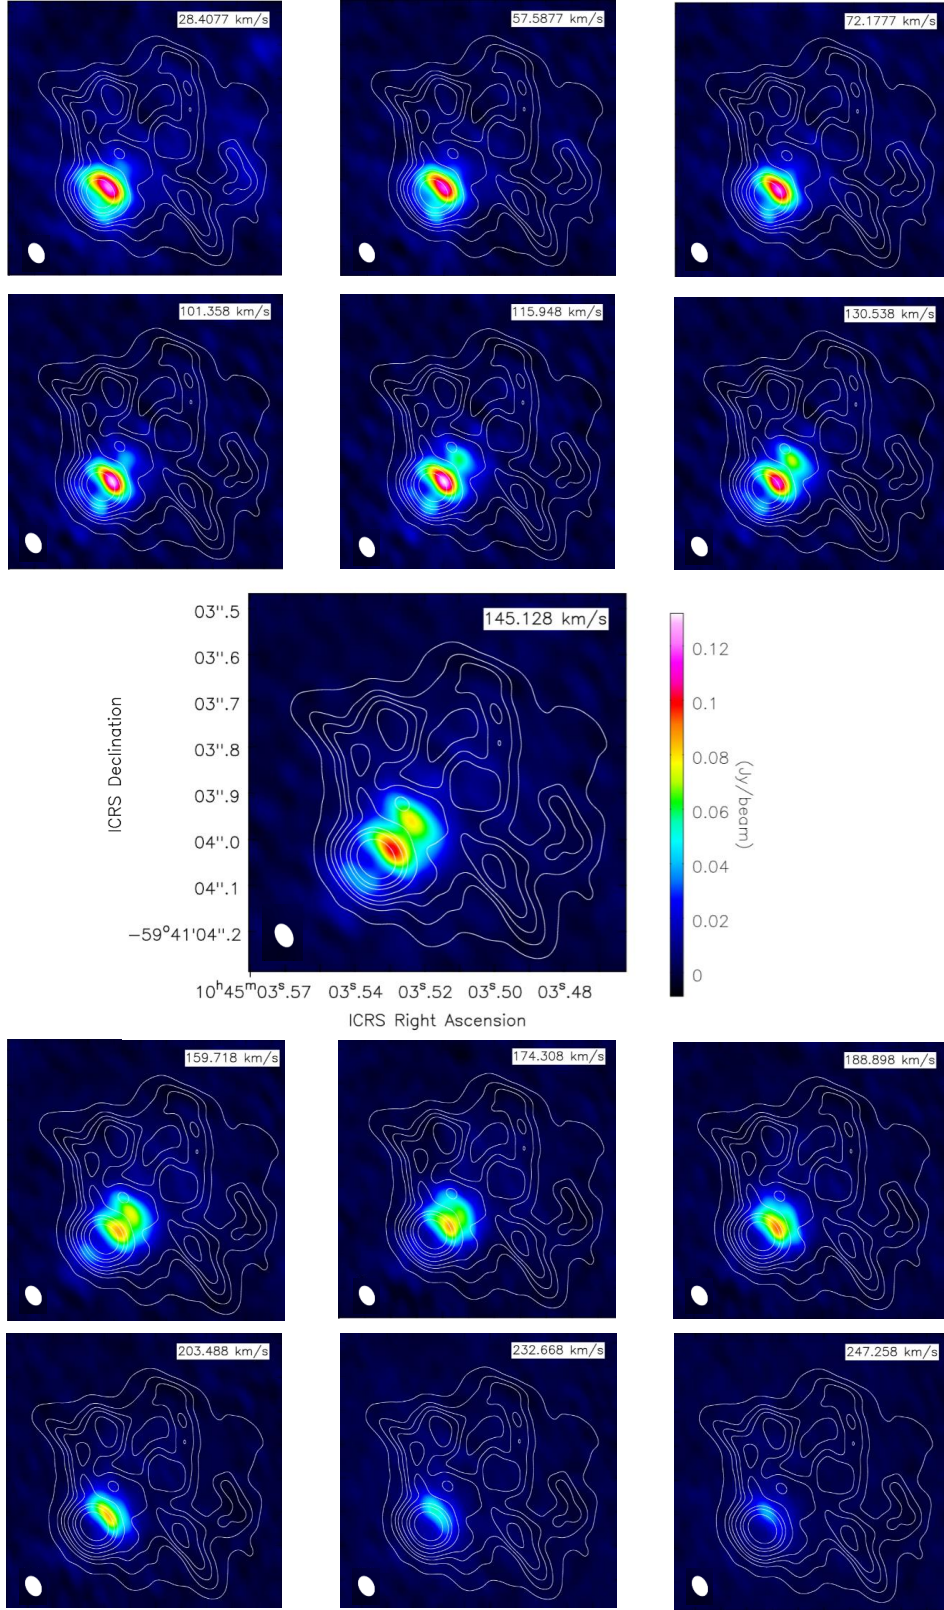 28.4077 km/s
57.5877 km/s
72.1777 km/s
101.358 km/s
115.948 km/s
130.538 km/s
145.128 km/s
03".5
03".6
03".7
03".8
03".9
04".0
04".1
−59°41'04".2
ICRS Declination
10ʰ45ᵐ03ˢ.57 03ˢ.54 03ˢ.52 03ˢ.50 03ˢ.48
ICRS Right Ascension
0.12
0.1
0.08
0.06
0.04
0.02
0
(Jy/beam)
159.718 km/s
174.308 km/s
188.898 km/s
203.488 km/s
232.668 km/s
247.258 km/s